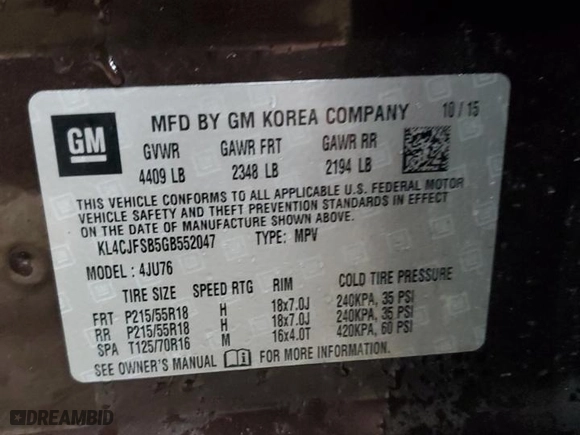 GM
MFD BY GM KOREA COMPANY 10 / 15
GVWR GAWR FRT GAWR RR
4409 LB 2348 LB 2194 LB
THIS VEHICLE CONFORMS TO ALL APPLICABLE U.S. FEDERAL MOTOR
VEHICLE SAFETY AND THEFT PREVENTION STANDARDS IN EFFECT
ON THE DATE OF MANUFACTURE SHOWN ABOVE.
KL4CJFSB5GB552047 TYPE: MPV
MODEL : 4JU76
TIRE SIZE SPEED RTG RIM COLD TIRE PRESSURE
FRT P215/55R18 H 18x7.0J 240KPA, 35 PSI
RR P215/55R18 H 18x7.0J 240KPA, 35 PSI
SPA T125/70R16 M 16x4.0T 420KPA, 60 PSI
SEE OWNER'S MANUAL FOR MORE INFORMATION
DREAMBID